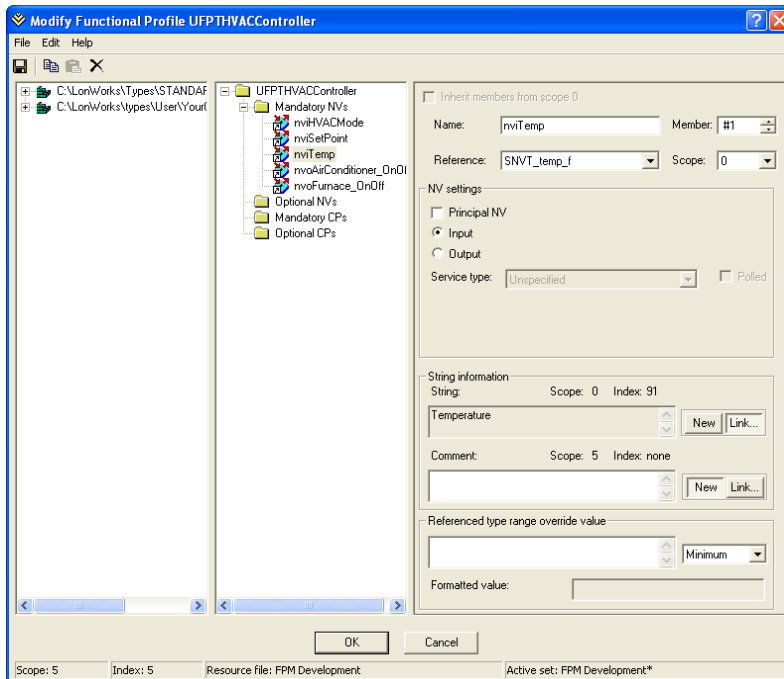 Modify Functional Profile UFPTHVACController
File Edit Help
C:\LonWorks\Types\STANDAF
C:\LonWorks\types\User\Your
UFPTHVACController
Mandatory NVs
nviHVACMode
nviSetPoint
nviTemp
nvoAirConditioner_OnO
nvoFurnace_OnOff
Optional NVs
Mandatory CPs
Optional CPs
Inherit members from scope 0
Name: nviTemp Member: #1
Reference: SNVT_temp_f Scope: 0
NV settings
Principal NV
Input
Output
Service type: Unspecified Polled
String information
String: Scope: 0 Index: 91
Temperature
New Link...
Comment: Scope: 5 Index: none
New Link...
Referenced type range override value
Minimum
Formatted value:
OK Cancel
Scope: 5 Index: 5 Resource file: FPM Development Active set: FPM Development*